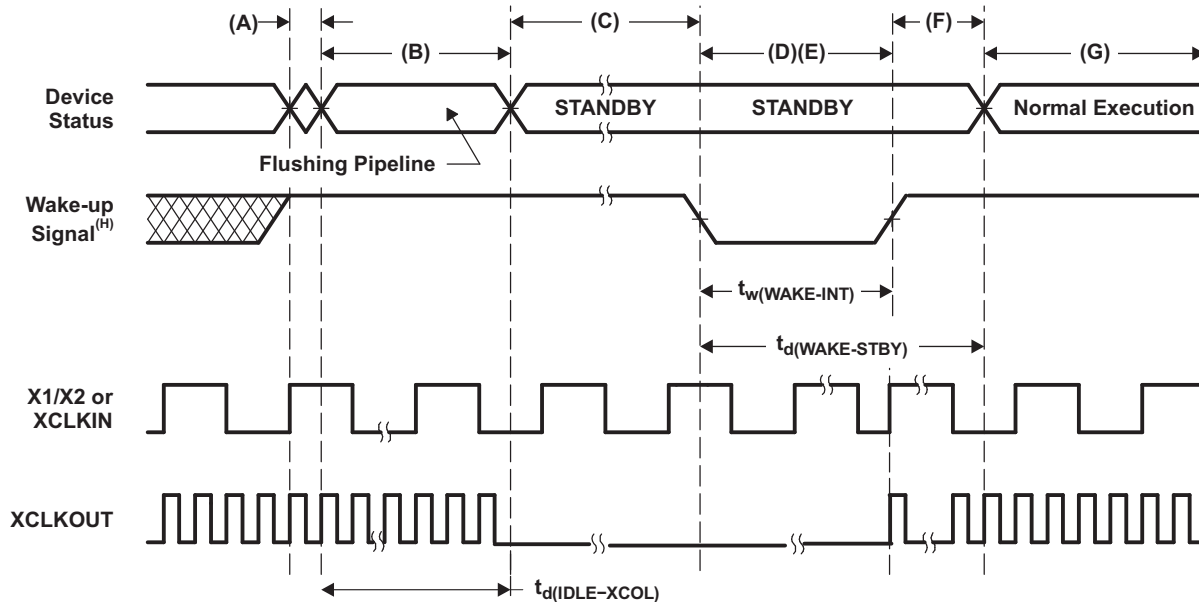 (A)
(B)
(C)
(D)(E)
(F)
(G)
Device
Status
STANDBY
STANDBY
Normal Execution
Flushing Pipeline
Wake-up
Signal(H)
tw(WAKE-INT)
td(WAKE-STBY)
X1/X2 or
XCLKIN
XCLKOUT
td(IDLE–XCOL)